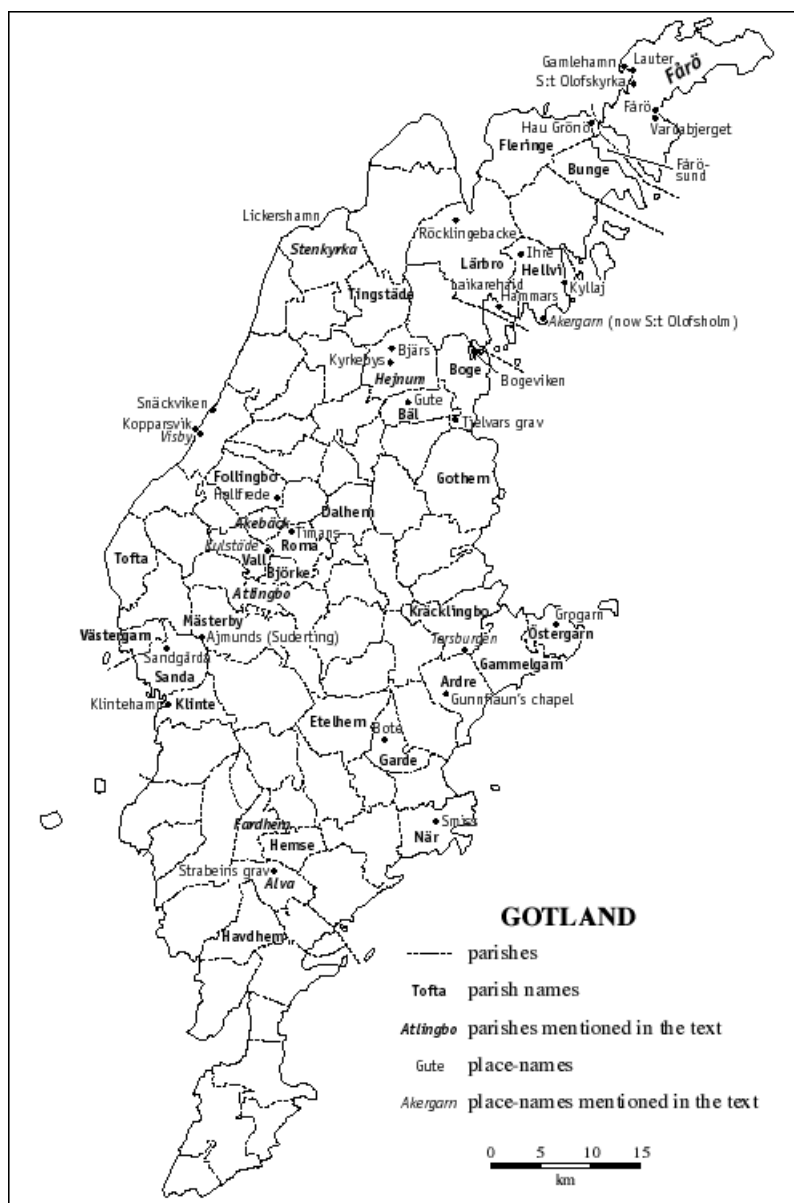 Gamlehamn
Lauter
S:t Olofskyrka
Fårö
Fårö
Vardabjerget
Hau Grönö
Fleringe
Bunge
Fårö-
sund
Lickershamn
Röcklingebacke
Stenkyrka
Ihre
Lärbro
Hellvi
Laikarehaid
Kyllaj
Tingstäde
Hammars
Akergarn (now S:t Olofsholm)
Bjärs
Kyrkebys
Boge
Hejnum
Bogeviken
Snäckviken
Gute
Bäl
Kopparsvik
Tjelvars grav
Visby
Follingbo
Gothem
Hallfrede
Dalhem
Akebäck
Timans
Kulstäde
Roma
Tofta
Vall
Björke
Atlingbo
Kräcklingbo
Mästerby
Grogarn
Västergarn
Ajmunds (Suderting)
Östergarn
Torsburgen
Sandgårda
Gammelgarn
Sanda
Ardre
Gunnfiaun's chapel
Klintehamn
Klinte
Etelhem
Bote
Garde
Fardhem
Smiss
När
Hemse
Strabeins grav
Alva
Havdhem
GOTLAND
parishes
Tofta parish names
Atlingbo parishes mentioned in the text
Gute place-names
Akergarn place-names mentioned in the text
0 5 10 15
km